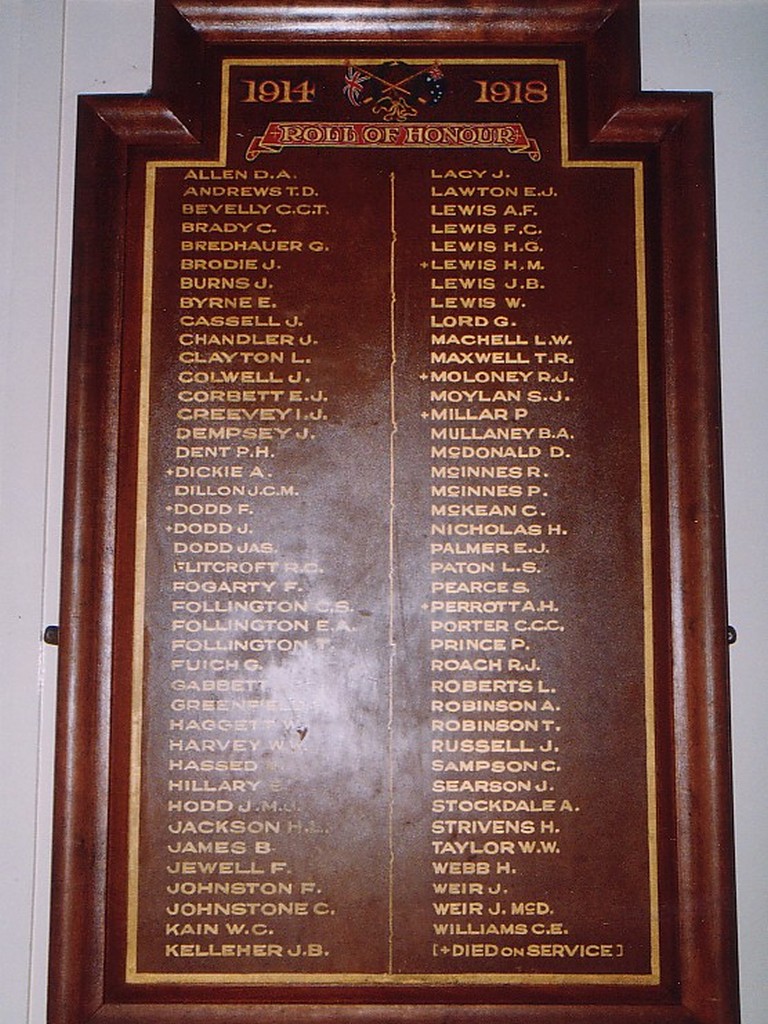 1914 1918
ROLL OF HONOUR
ALLEN D.A.
ANDREWS T.D.
BEVELLY C.C.T.
BRADY C.
BREDHAUER G.
BRODIE J.
BURNS J.
BYRNE E.
CASSELL J.
CHANDLER J.
CLAYTON L.
COLWELL J.
CORBETT E.J.
CREEVEY I.J.
DEMPSEY J.
DENT P.H.
+DICKIE A.
DILLON J.C.M.
+DODD F.
+DODD J.
DODD JAS.
FLITCROFT R.C.
FOGARTY F.
FOLLINGTON C.S.
FOLLINGTON E.A.
FOLLINGTON T.
FUICH G.
GABBETT
GREENFIELD
HAGGETT W.
HARVEY W.W.
HASSED
HILLARY
HODD J.M.J.
JACKSON H.L.
JAMES B
JEWELL F.
JOHNSTON F.
JOHNSTONE C.
KAIN W.C.
KELLEHER J.B.
LACY J.
LAWTON E.J.
LEWIS A.F.
LEWIS F.C.
LEWIS H.G.
+LEWIS H.M.
LEWIS J.B.
LEWIS W.
LORD G.
MACHELL L.W.
MAXWELL T.R.
+MOLONEY R.J.
MOYLAN S.J.
+MILLAR P
MULLANEY B.A.
McDONALD D.
McINNES R.
McINNES P.
McKEAN C.
NICHOLAS H.
PALMER E.J.
PATON L.S.
PEARCE S.
+PERROTT A.H.
PORTER C.C.C.
PRINCE P.
ROACH R.J.
ROBERTS L.
ROBINSON A.
ROBINSON T.
RUSSELL J.
SAMPSON C.
SEARSON J.
STOCKDALE A.
STRIVENS H.
TAYLOR W.W.
WEBB H.
WEIR J.
WEIR J. McD.
WILLIAMS C.E.
[+DIED ON SERVICE]